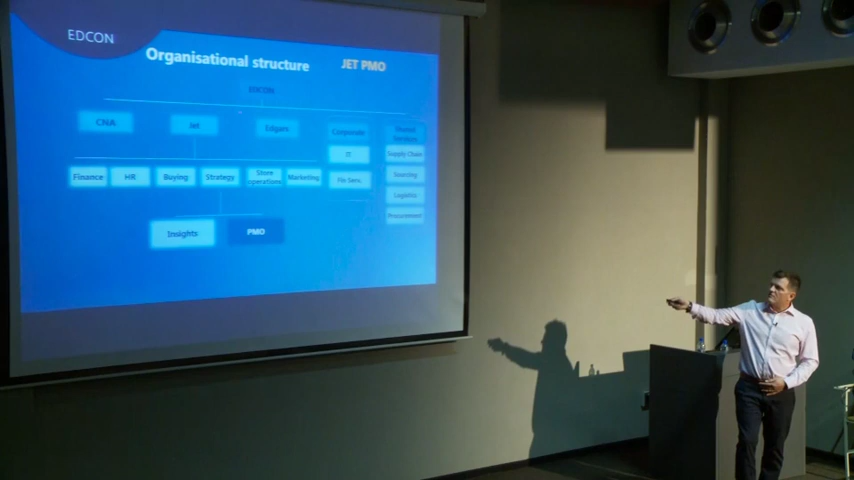 EDCON
Organisational structure
JET PMO
EDCON
CNA
Jet
Edgars
Corporate
Shared
Services
IT
Supply Chain
Finance
HR
Buying
Strategy
Store
operations
Marketing
Fin Serv.
Sourcing
Logistics
Procurement
Insights
PMO